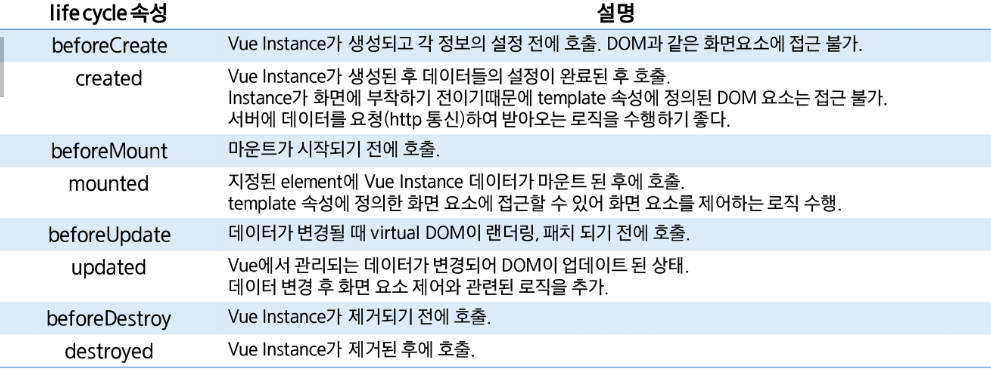 life cycle 속성 설명
beforeCreate Vue Instance가 생성되고 각 정보의 설정 전에 호출. DOM과 같은 화면요소에 접근 불가.
created Vue Instance가 생성된 후 데이터들의 설정이 완료된 후 호출.
Instance가 화면에 부착하기 전이기때문에 template 속성에 정의된 DOM 요소는 접근 불가.
서버에 데이터를 요청(http 통신)하여 받아오는 로직을 수행하기 좋다.
beforeMount 마운트가 시작되기 전에 호출.
mounted 지정된 element에 Vue Instance 데이터가 마운트 된 후에 호출.
template 속성에 정의한 화면 요소에 접근할 수 있어 화면 요소를 제어하는 로직 수행.
beforeUpdate 데이터가 변경될 때 virtual DOM이 랜더링, 패치 되기 전에 호출.
updated Vue에서 관리되는 데이터가 변경되어 DOM이 업데이트 된 상태.
데이터 변경 후 화면 요소 제어와 관련된 로직을 추가.
beforeDestroy Vue Instance가 제거되기 전에 호출.
destroyed Vue Instance가 제거된 후에 호출.